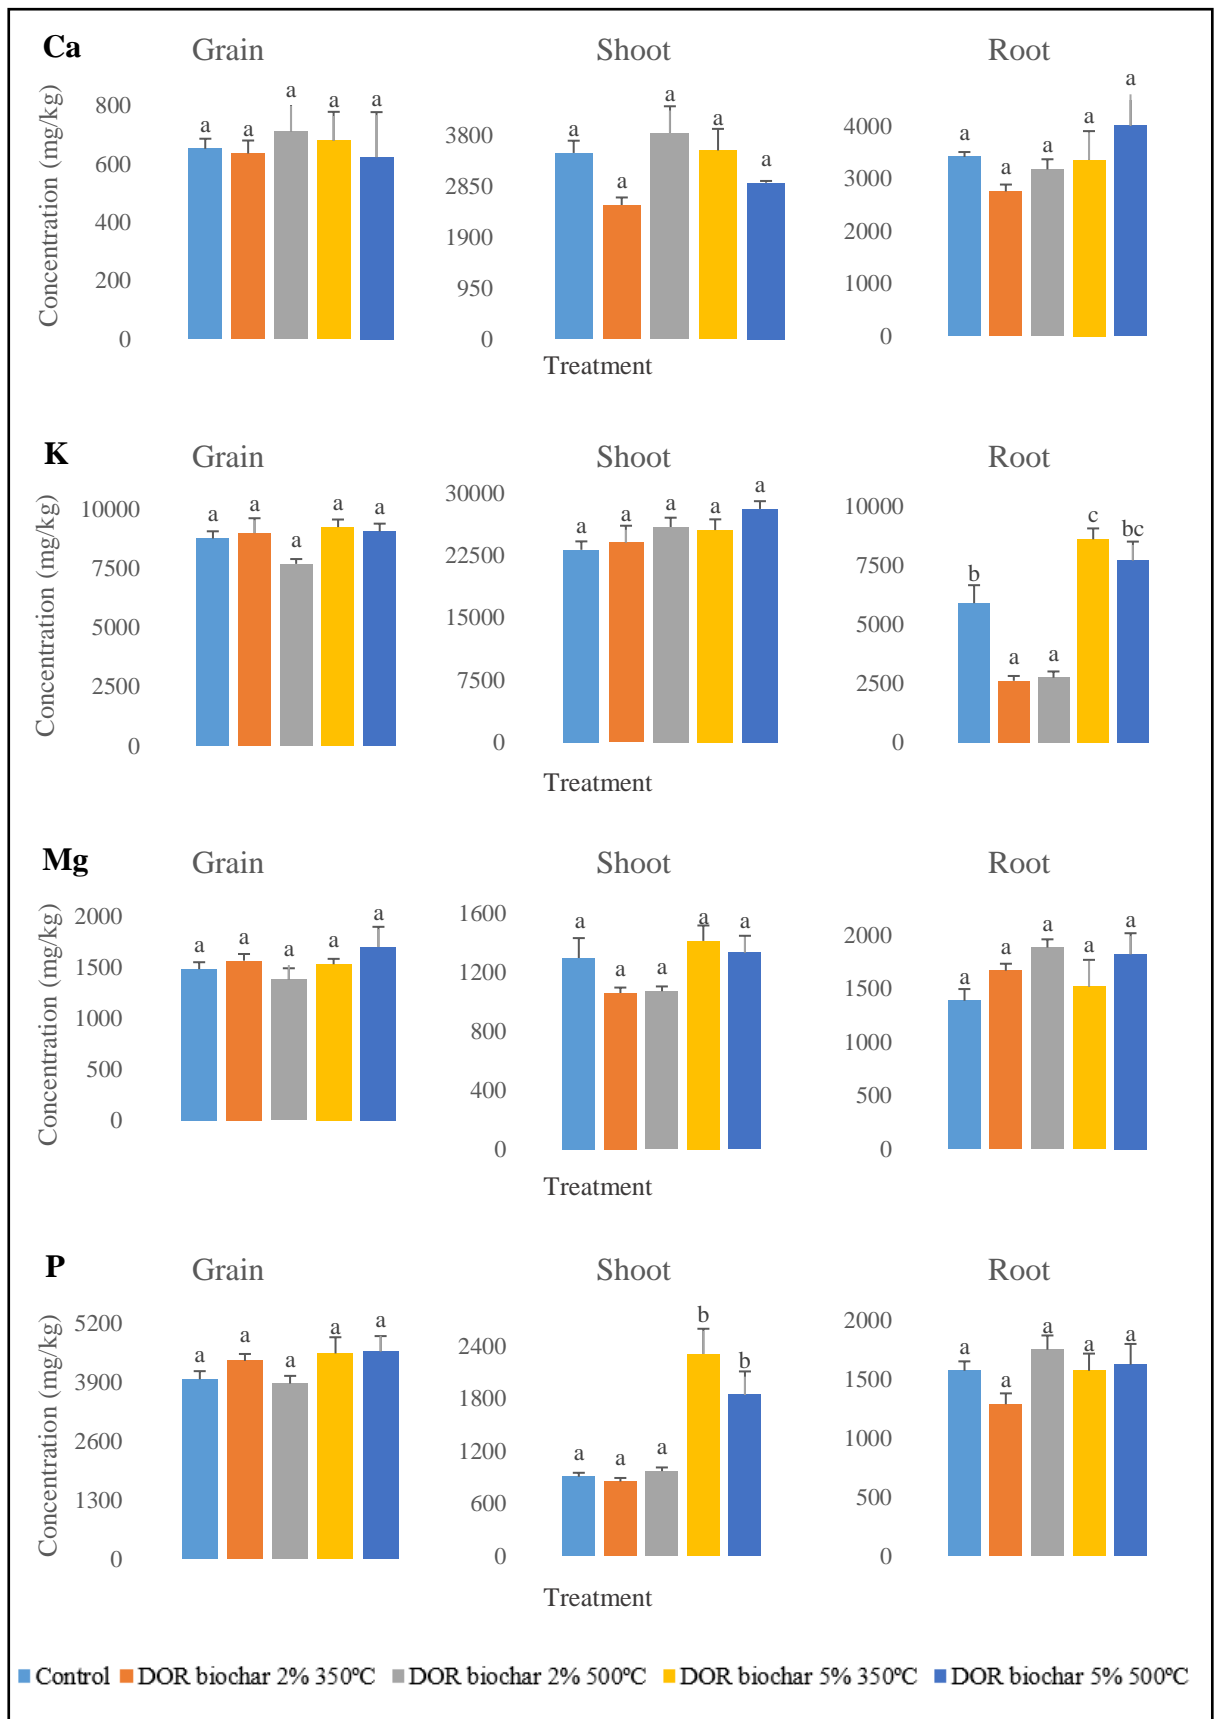 Ca
Grain
Shoot
Root
Concentration (mg/kg)
800
600
400
200
0
a a a a a
3800
2850
1900
950
0
a a a a a
4000
3000
2000
1000
0
a a a a a
Treatment
K
Grain
Shoot
Root
Concentration (mg/kg)
10000
7500
5000
2500
0
a a a a a
30000
22500
15000
7500
0
a a a a a
10000
7500
5000
2500
0
b a a c bc
Treatment
Mg
Grain
Shoot
Root
Concentration (mg/kg)
2000
1500
1000
500
0
a a a a a
1600
1200
800
400
0
a a a a a
2000
1500
1000
500
0
a a a a a
Treatment
P
Grain
Shoot
Root
Concentration (mg/kg)
5200
3900
2600
1300
0
a a a a a
2400
1800
1200
600
0
a a a b b
2000
1500
1000
500
0
a a a a a
Treatment
Control DOR biochar 2% 350ºC DOR biochar 2% 500ºC DOR biochar 5% 350ºC DOR biochar 5% 500ºC